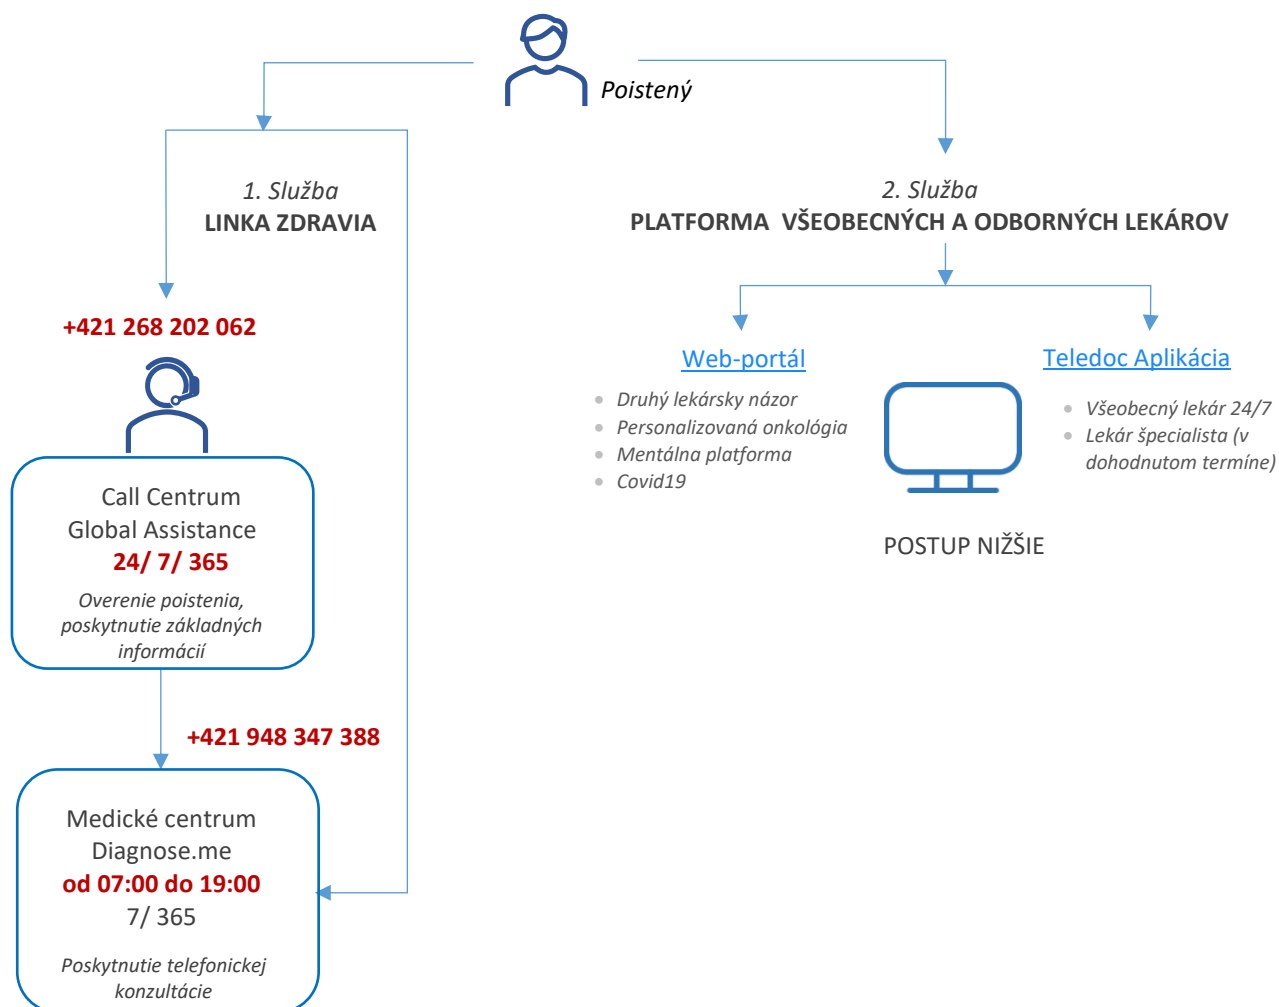 Poistený
1. Služba
LINKA ZDRAVIA
+421 268 202 062
Call Centrum
Global Assistance
24/ 7/ 365
Overenie poistenia,
poskytnutie základných
informácií
+421 948 347 388
Medické centrum
Diagnose.me
od 07:00 do 19:00
7/ 365
Poskytnutie telefonickej
konzultácie
2. Služba
PLATFORMA VŠEOBECNÝCH A ODBORNÝCH LEKÁROV
Web-portál
Druhý lekársky názor
Personalizovaná onkológia
Mentálna platforma
Covid19
Teledoc Aplikácia
Všeobecný lekár 24/7
Lekár špecialista (v
dohodnutom termíne)
POSTUP NIŽŠIE